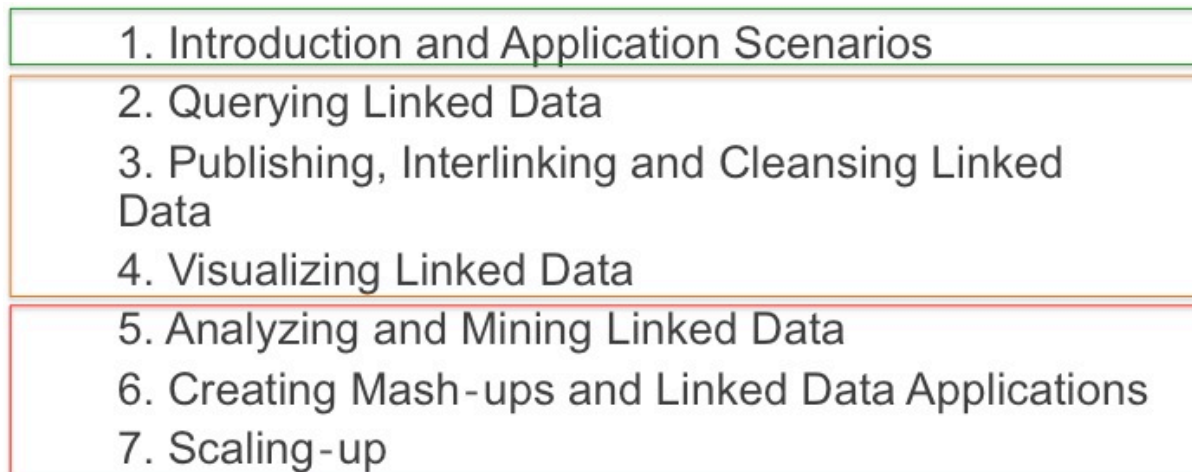 1. Introduction and Application Scenarios
2. Querying Linked Data
3. Publishing, Interlinking and Cleansing Linked
Data
4. Visualizing Linked Data
5. Analyzing and Mining Linked Data
6. Creating Mash-ups and Linked Data Applications
7. Scaling-up